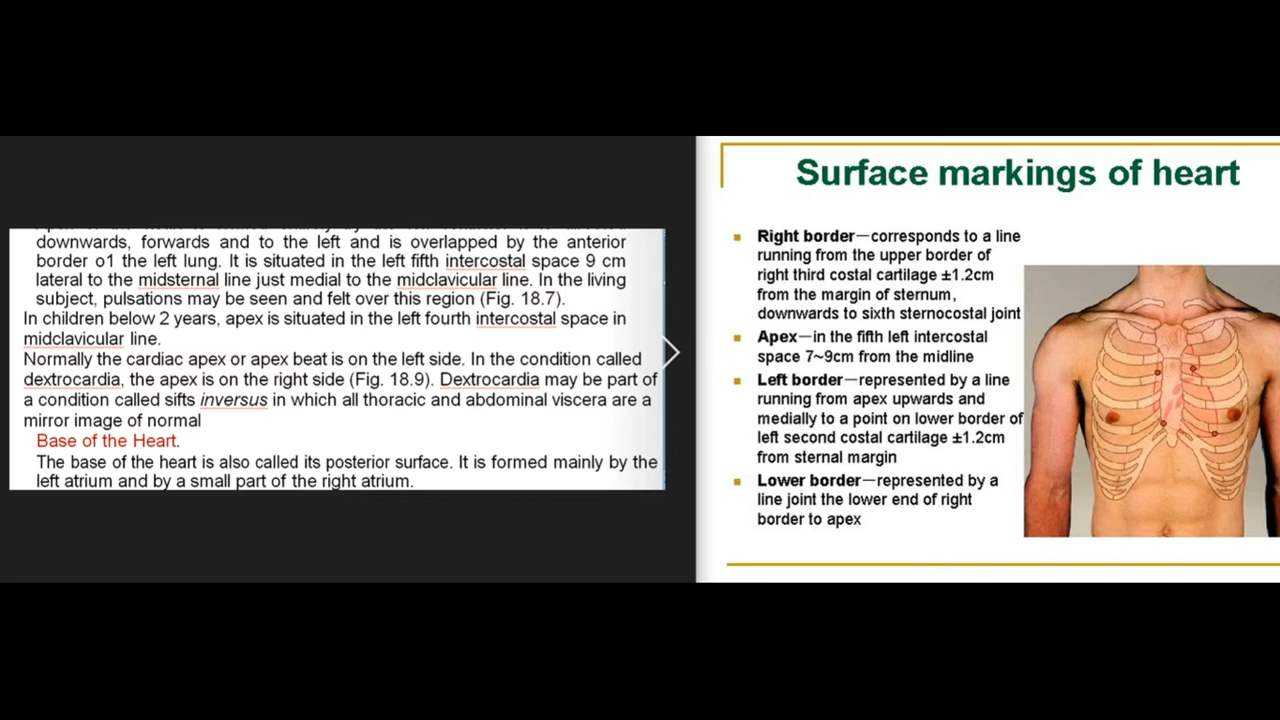 downwards, forwards and to the left and is overlapped by the anterior
border o1 the left lung. It is situated in the left fifth intercostal space 9 cm
lateral to the midsternal line just medial to the midclavicular line. In the living
subject, pulsations may be seen and felt over this region (Fig. 18.7).
In children below 2 years, apex is situated in the left fourth intercostal space in
midclavicular line.
Normally the cardiac apex or apex beat is on the left side. In the condition called
dextrocardia, the apex is on the right side (Fig. 18.9). Dextrocardia may be part of
a condition called sifts inversus in which all thoracic and abdominal viscera are a
mirror image of normal
Base of the Heart.
The base of the heart is also called its posterior surface. It is formed mainly by the
left atrium and by a small part of the right atrium.
Surface markings of heart
Right border—corresponds to a line
running from the upper border of
right third costal cartilage ±1.2cm
from the margin of sternum,
downwards to sixth sternocostal joint
Apex—in the fifth left intercostal
space 7~9cm from the midline
Left border—represented by a line
running from apex upwards and
medially to a point on lower border of
left second costal cartilage ±1.2cm
from sternal margin
Lower border—represented by a
line joint the lower end of right
border to apex